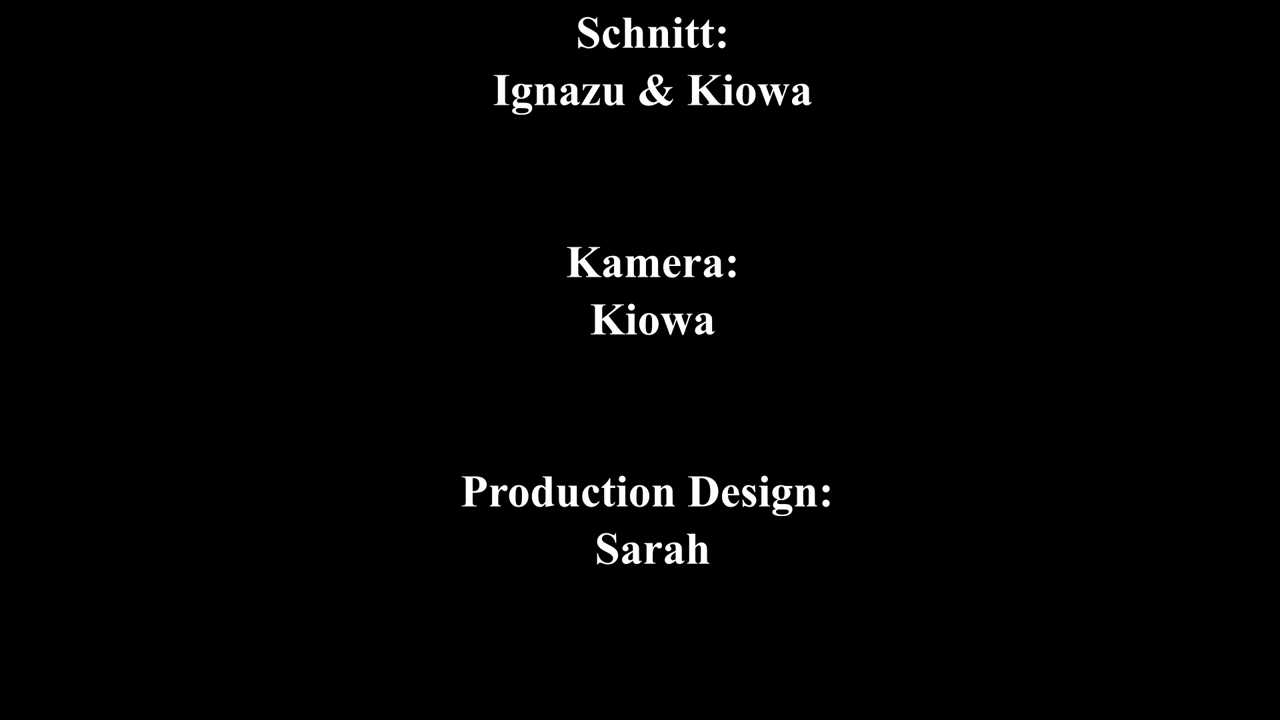 Schnitt:
Ignazu & Kiowa
Kamera:
Kiowa
Production Design:
Sarah